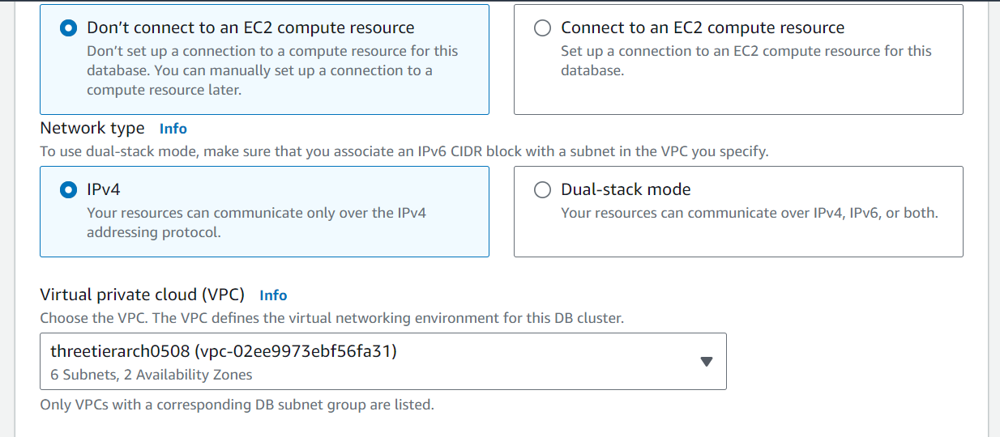 Don't connect to an EC2 compute resource
Don't set up a connection to a compute resource for this
database. You can manually set up a connection to a
compute resource later.
Connect to an EC2 compute resource
Set up a connection to an EC2 compute resource for this
database.
Network type Info
To use dual-stack mode, make sure that you associate an IPv6 CIDR block with a subnet in the VPC you specify.
IPv4
Your resources can communicate only over the IPv4
addressing protocol.
Dual-stack mode
Your resources can communicate over IPv4, IPv6, or both.
Virtual private cloud (VPC) Info
Choose the VPC. The VPC defines the virtual networking environment for this DB cluster.
threetierarch0508 (vpc-02ee9973ebf56fa31)
6 Subnets, 2 Availability Zones
Only VPCs with a corresponding DB subnet group are listed.